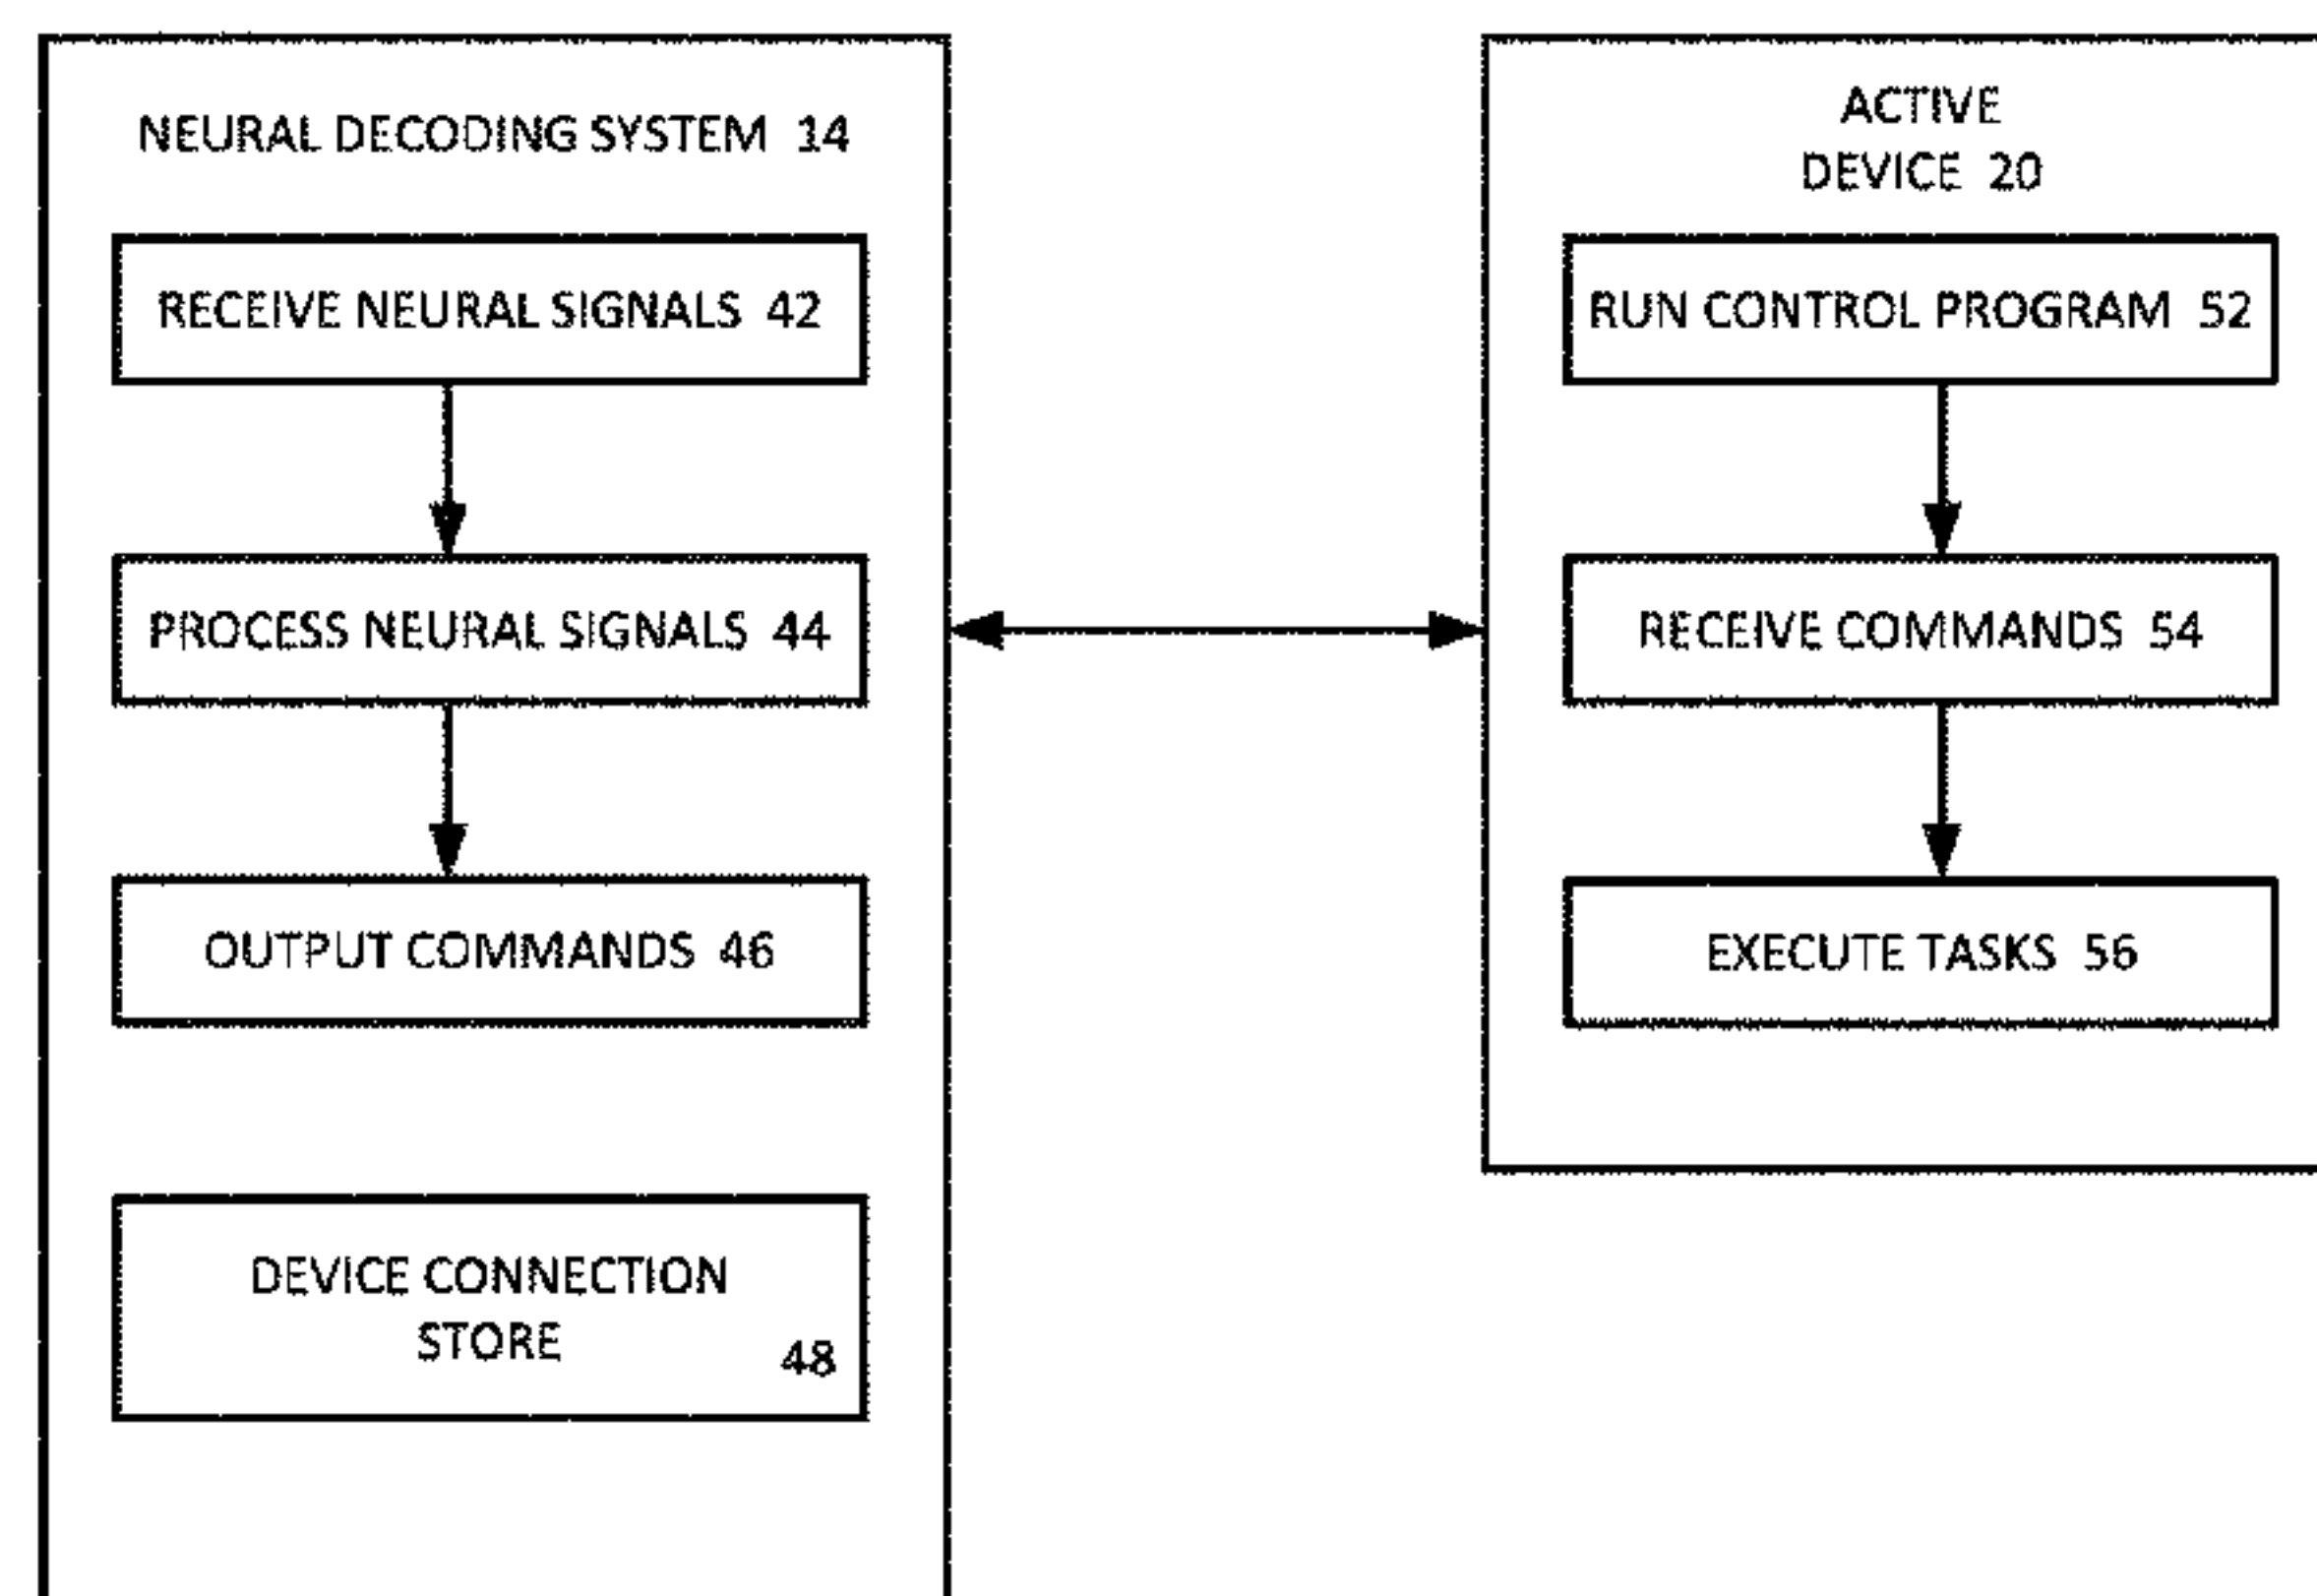 NEURAL DECODING SYSTEM 14
RECEIVE NEURAL SIGNALS 42
PROCESS NEURAL SIGNALS 44
OUTPUT COMMANDS 46
DEVICE CONNECTION
STORE
48
ACTIVE
DEVICE 20
RUN CONTROL PROGRAM 52
RECEIVE COMMANDS 54
EXECUTE TASKS 56